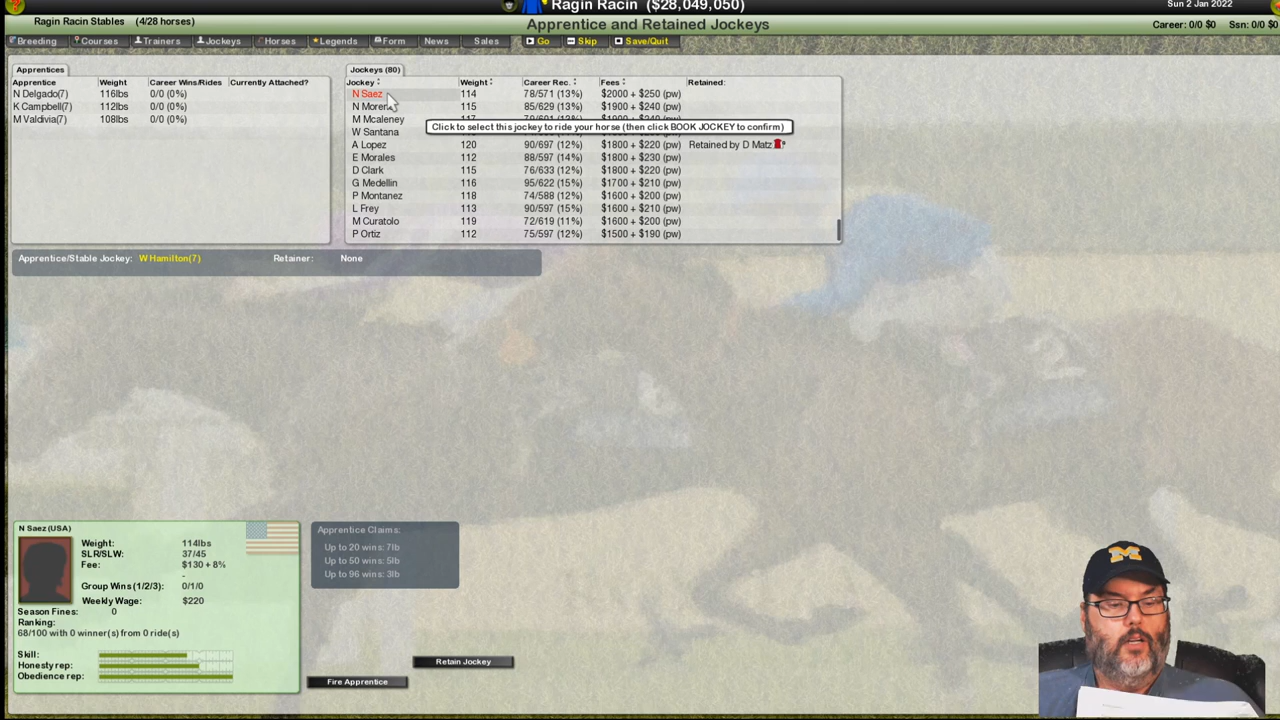 Ragin Racin ($28,049,050)
Sun 2 Jan 2022
Ragin Racin Stables (4/28 horses)
Apprentice and Retained Jockeys
Career: 0/0 $0 Ssn: 0/0 $0
Breeding Courses Trainers Jockeys Horses Legends Form News Sales Go Skip Save/Quit
Apprentices
Apprentice Weight Career Wins/Rides Currently Attached?
N Delgado(7) 116lbs 0/0 (0%)
K Campbell(7) 112lbs 0/0 (0%)
M Valdivia(7) 108lbs 0/0 (0%)
Jockeys (80)
Jockey Weight Career Rec. Fees Retained:
N Saez 114 78/571 (13%) $2000 + $250 (pw)
N Moren 115 85/629 (13%) $1900 + $240 (pw)
M Mcaleney
Click to select this jockey to ride your horse (then click BOOK JOCKEY to confirm)
W Santana
A Lopez 120 90/697 (12%) $1800 + $220 (pw) Retained by D Matz
E Morales 112 88/597 (14%) $1800 + $230 (pw)
D Clark 115 76/633 (12%) $1800 + $220 (pw)
G Medellin 116 95/622 (15%) $1700 + $210 (pw)
P Montanez 118 74/588 (12%) $1600 + $200 (pw)
L Frey 113 90/597 (15%) $1600 + $210 (pw)
M Curatolo 119 72/619 (11%) $1600 + $200 (pw)
P Ortiz 112 75/597 (12%) $1500 + $190 (pw)
Apprentice/Stable Jockey: W Hamilton(7) Retainer: None
N Saez (USA)
Weight: 114lbs
SLR/SLW: 37/45
Fee: $130 + 8%
-
Group Wins (1/2/3): 0/1/0
Weekly Wage: $220
Season Fines: 0
Ranking:
68/100 with 0 winner(s) from 0 ride(s)
Skill:
Honesty rep:
Obedience rep:
Apprentice Claims:
Up to 20 wins: 7lb
Up to 50 wins: 5lb
Up to 96 wins: 3lb
Retain Jockey
Fire Apprentice
M